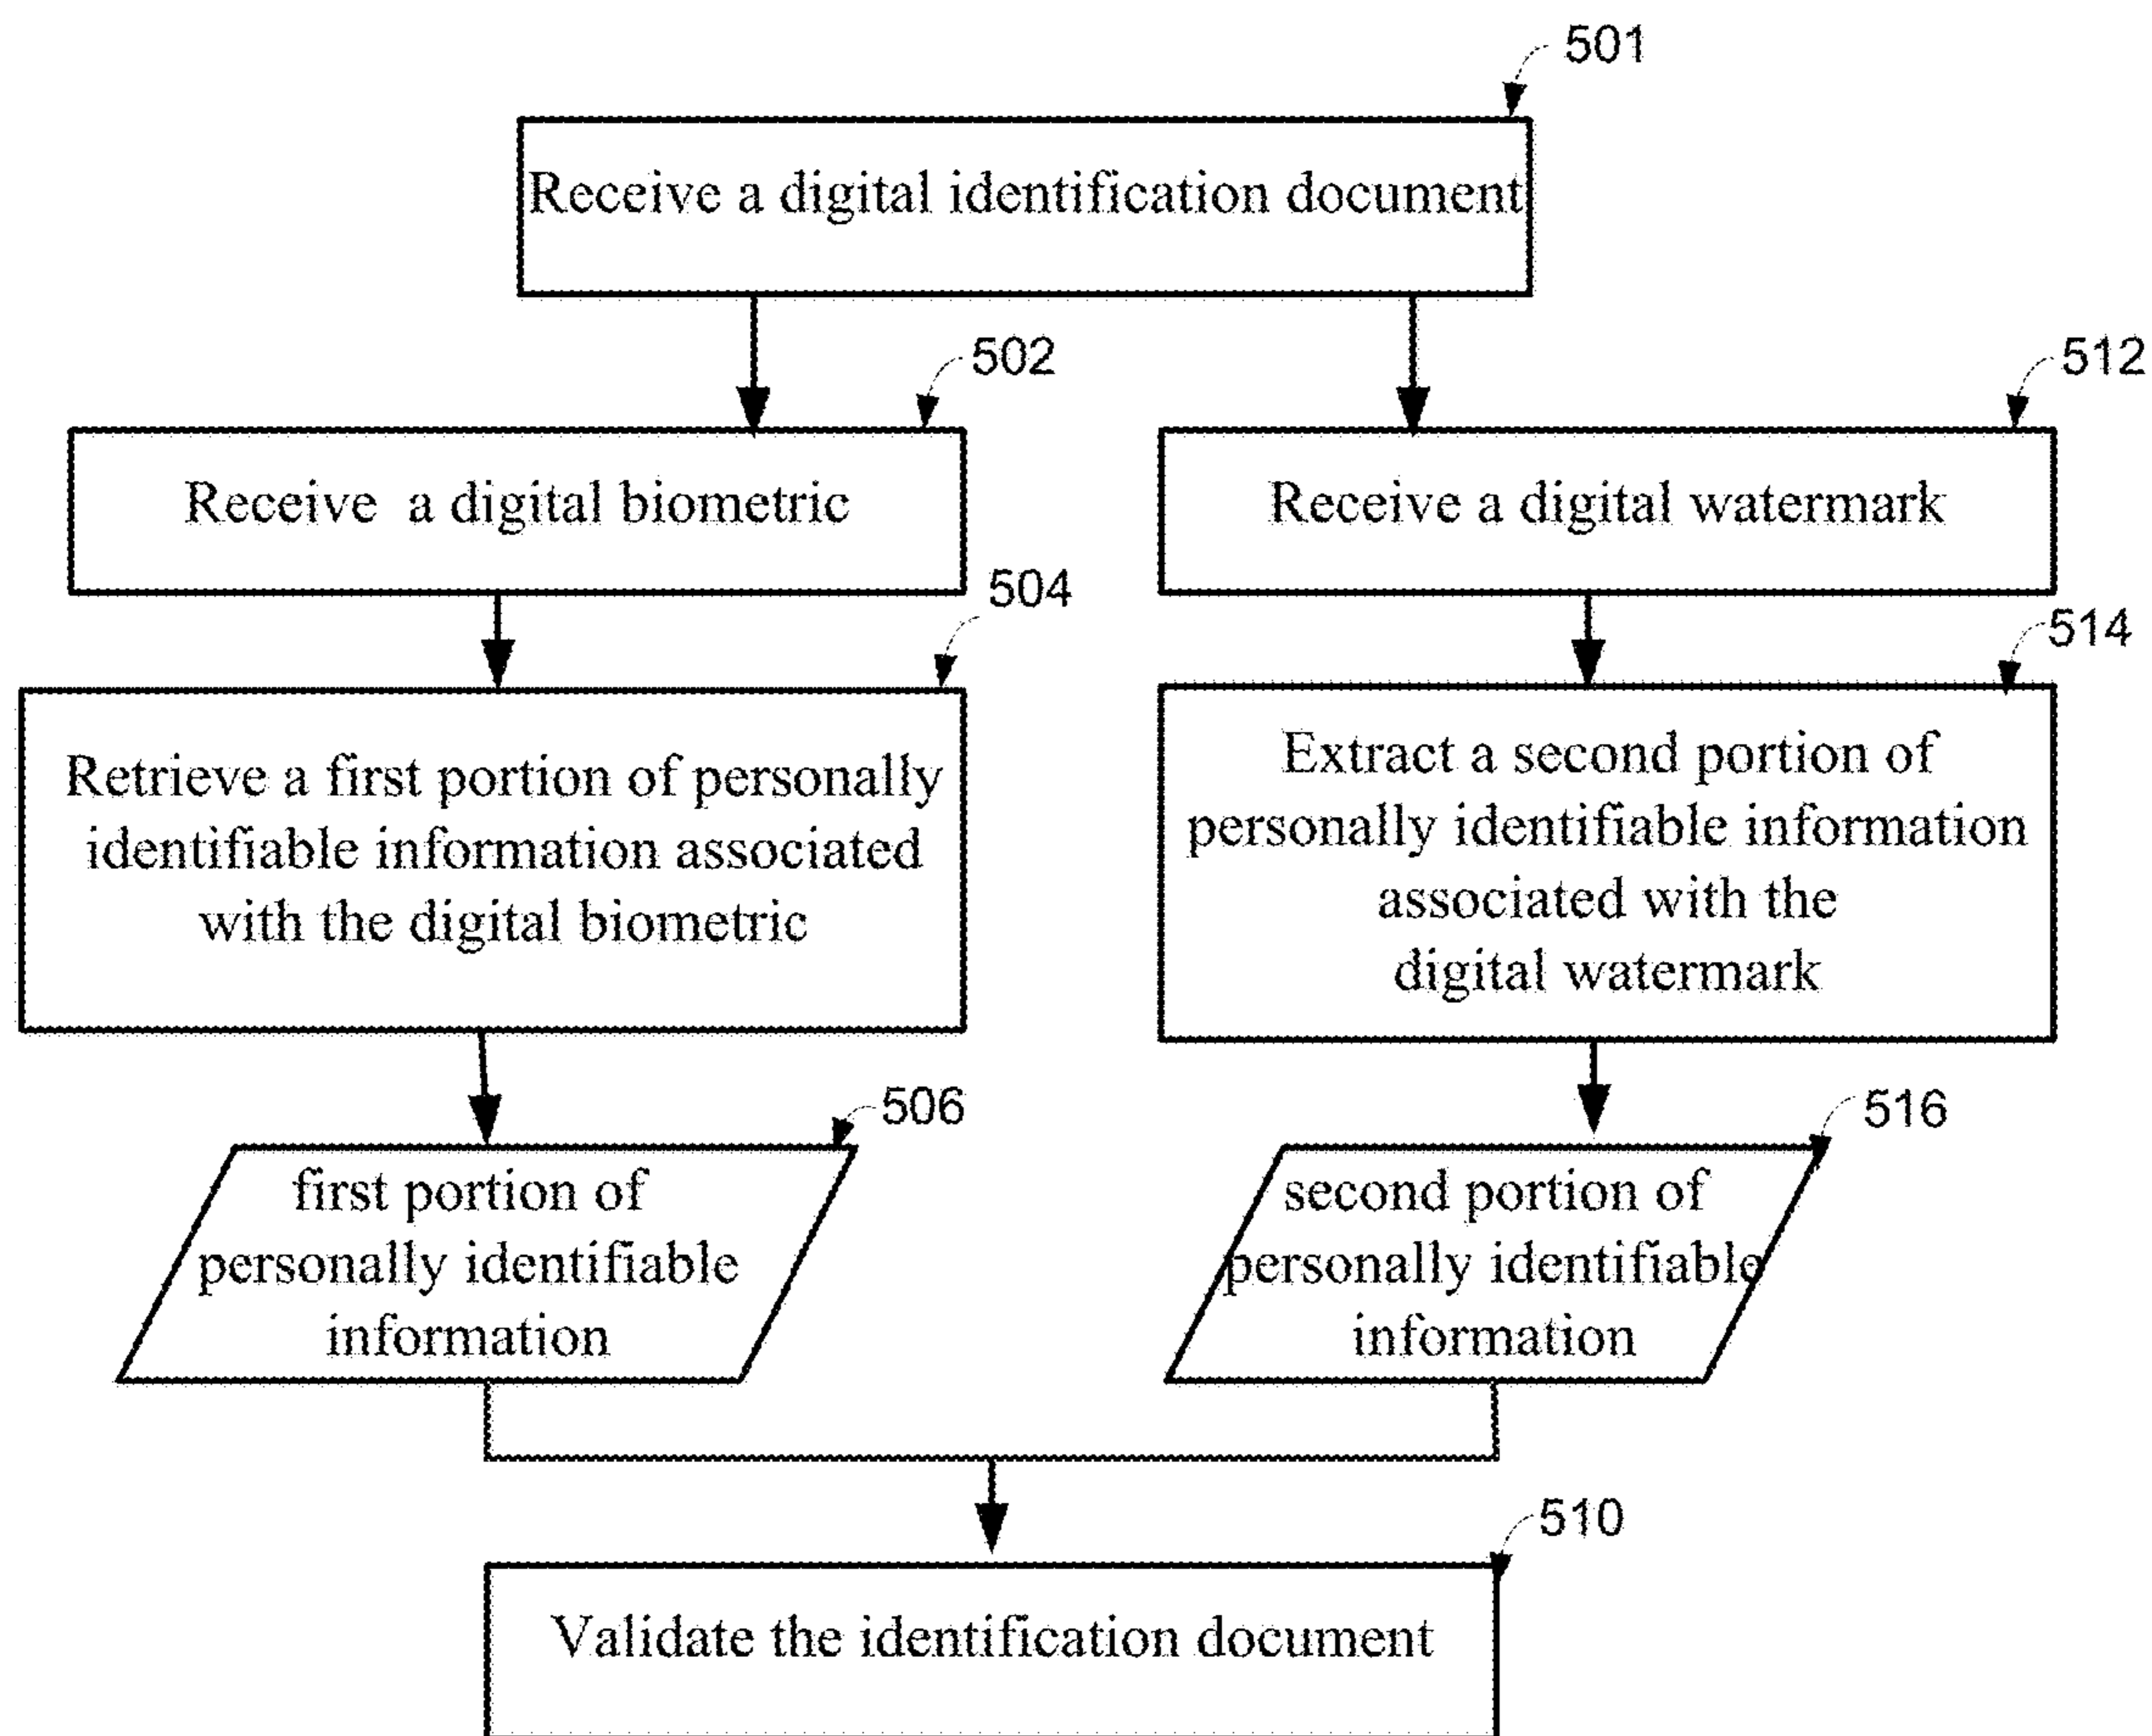 501
Receive a digital identification document
502
512
Receive a digital biometric
Receive a digital watermark
504
514
Retrieve a first portion of personally
identifiable information associated
with the digital biometric
Extract a second portion of
personally identifiable information
associated with the
digital watermark
506
516
first portion of
personally identifiable
information
second portion of
personally identifiable
information
510
Validate the identification document